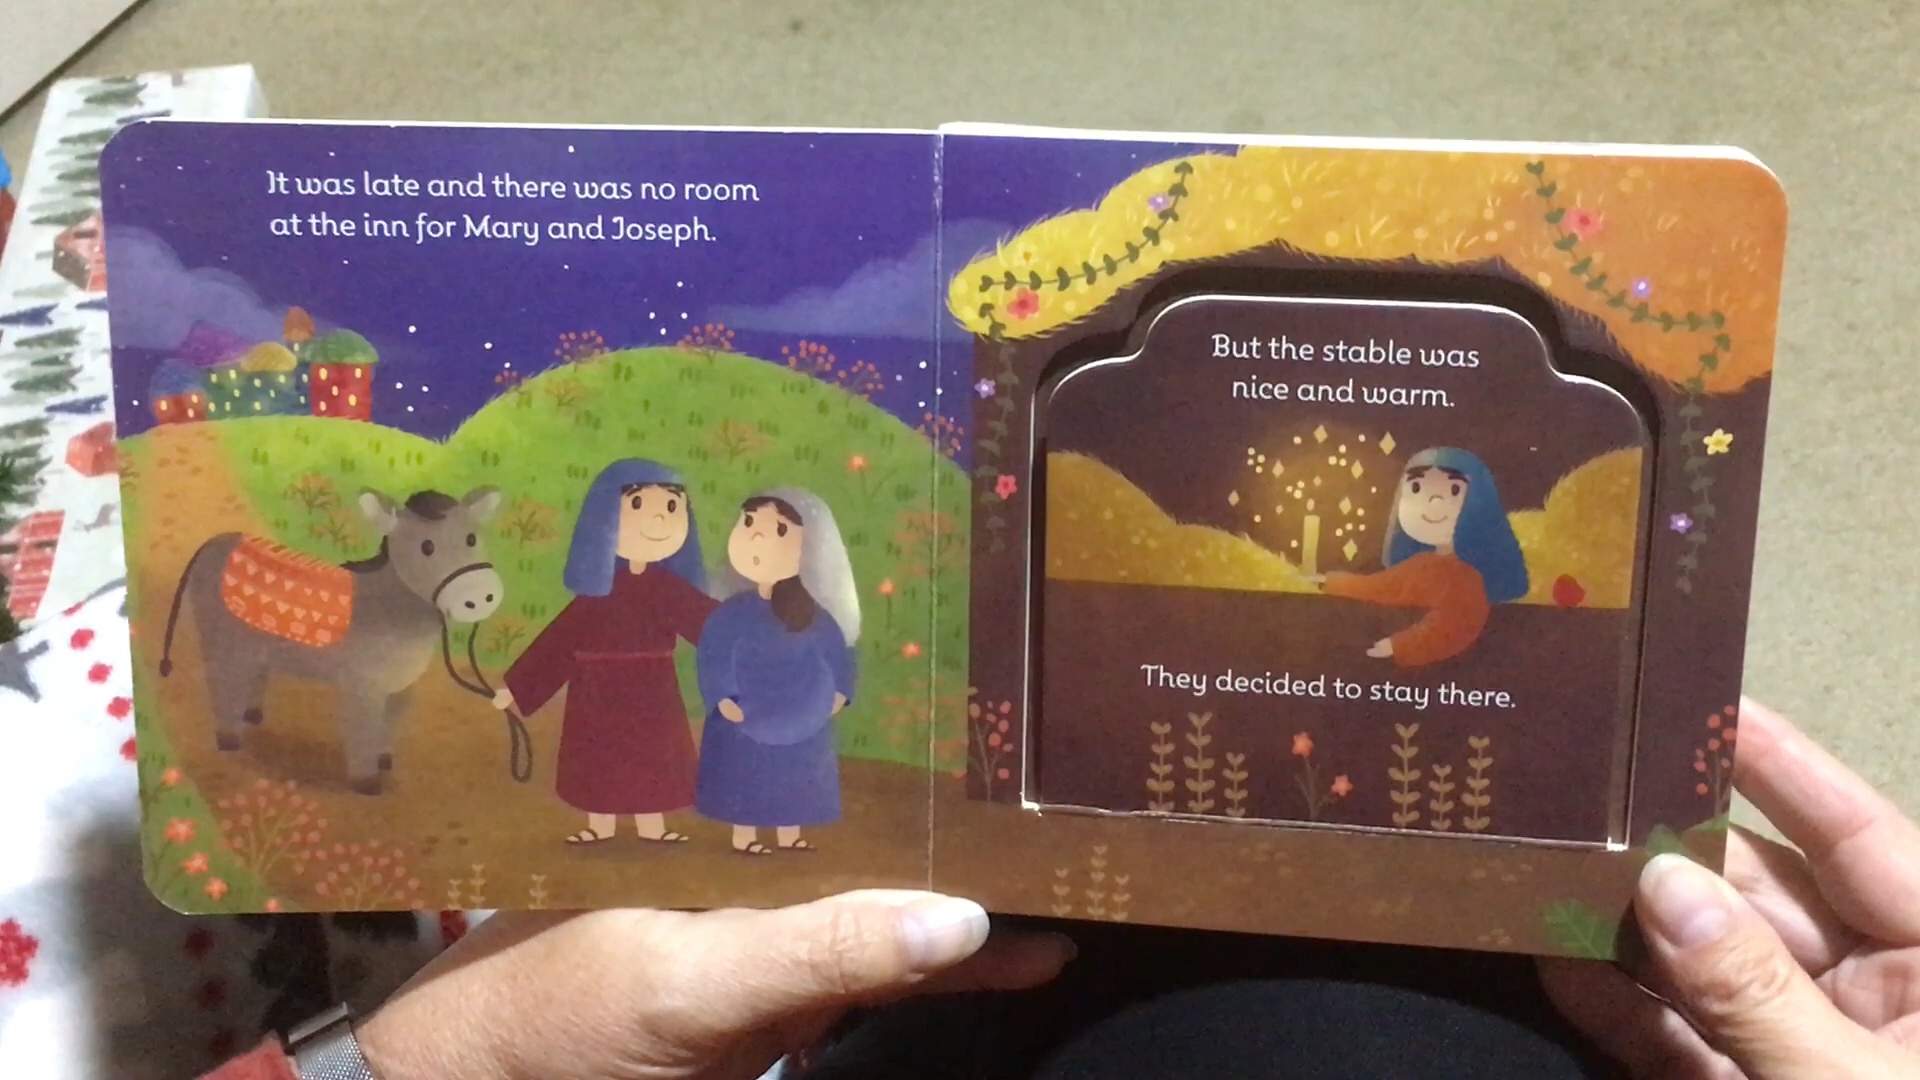 It was late and there was no room
at the inn for Mary and Joseph.
But the stable was
nice and warm.
They decided to stay there.